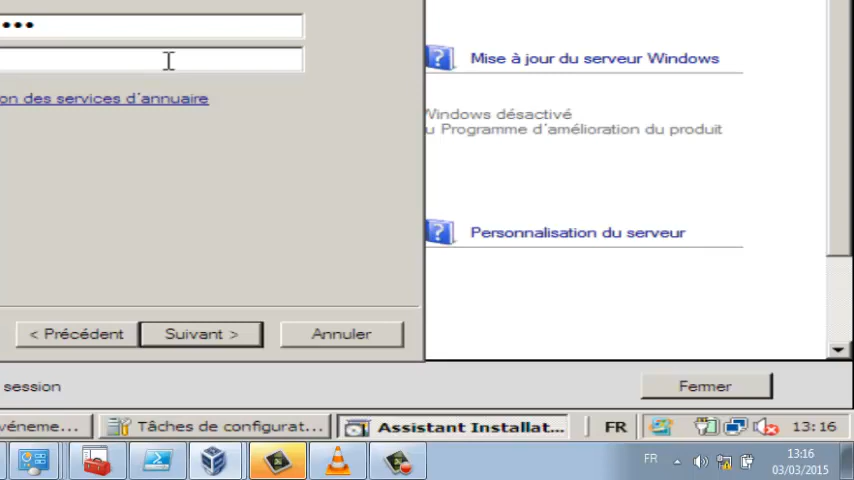 •••
Mise à jour du serveur Windows
on des services d'annuaire
Windows désactivé
u Programme d'amélioration du produit
Personnalisation du serveur
< Précédent
Suivant >
Annuler
session
Fermer
événeme...
Tâches de configurat...
Assistant Installat...
FR
13:16
FR
13:16
03/03/2015